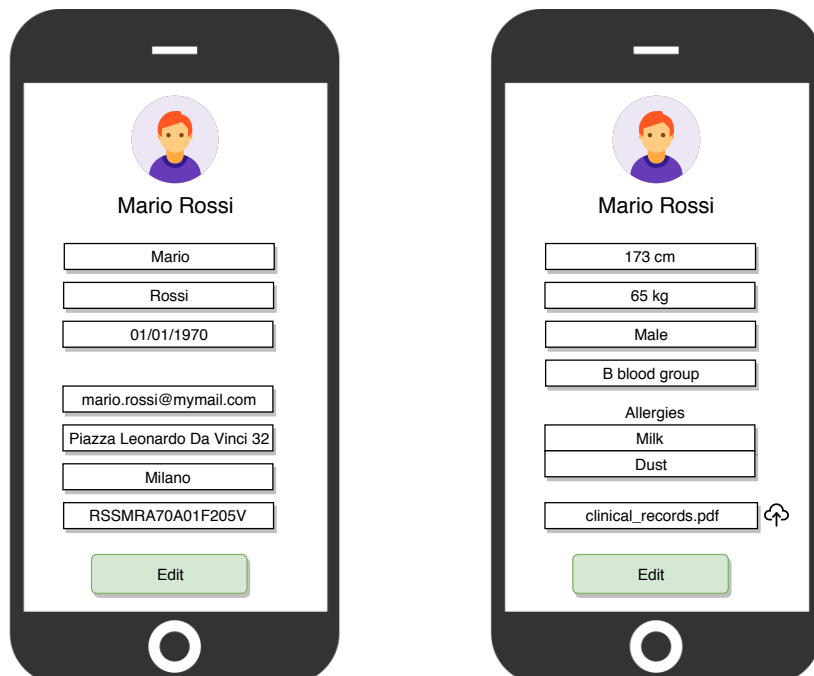 Mario Rossi
Mario
Rossi
01/01/1970
mario.rossi@mymail.com
Piazza Leonardo Da Vinci 32
Milano
RSSMRA70A01F205V
Edit
Mario Rossi
173 cm
65 kg
Male
B blood group
Allergies
Milk
Dust
clinical_records.pdf
Edit